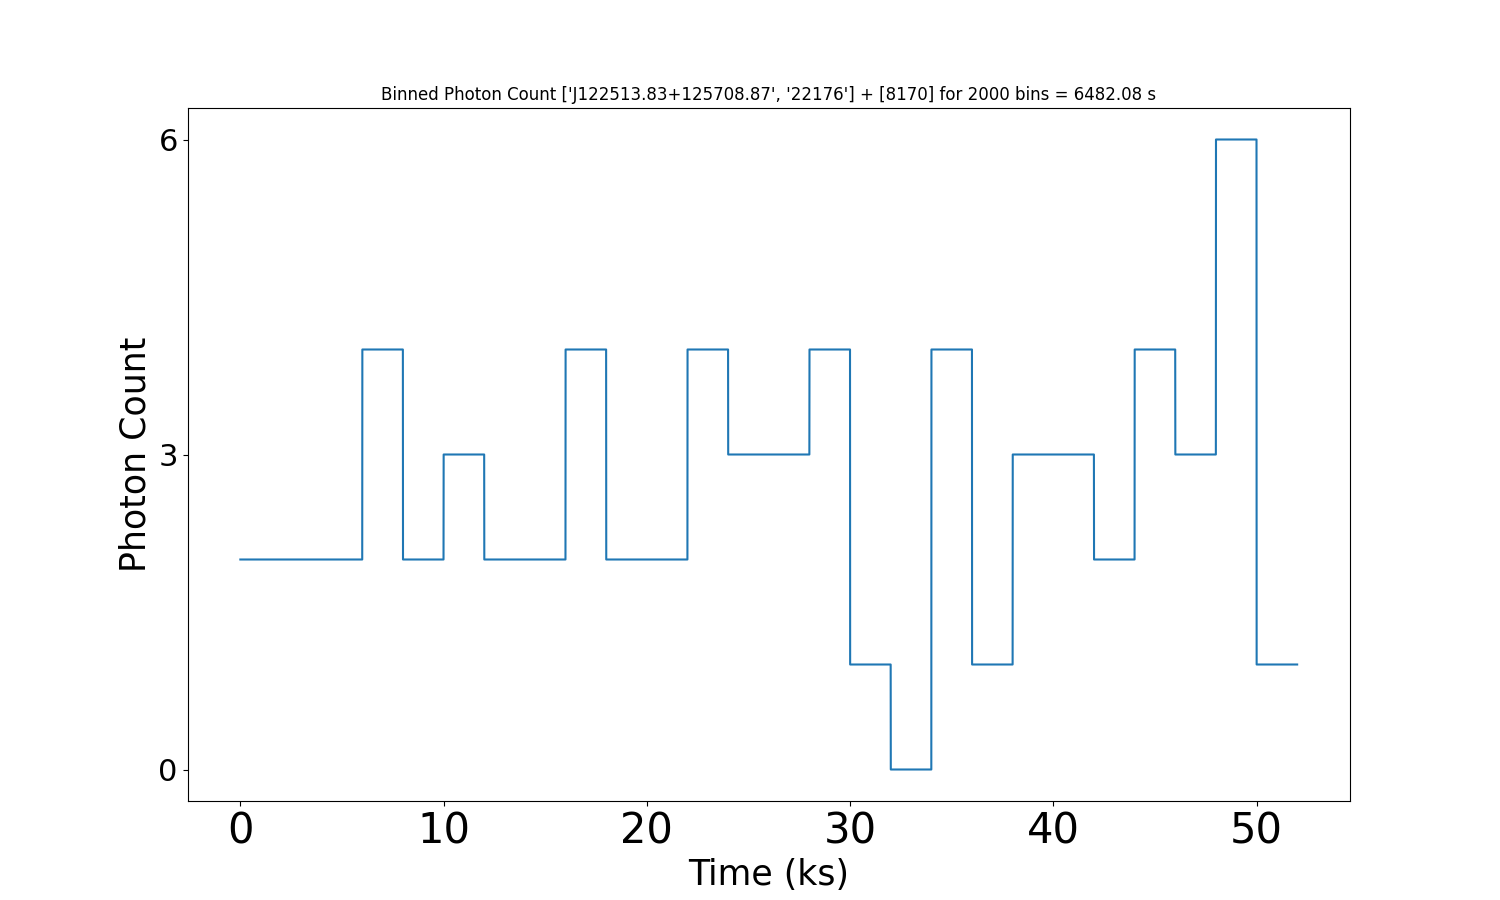 Binned Photon Count ['J122513.83+125708.87', '22176'] + [8170] for 2000 bins = 6482.08 s
6
3
0
Photon Count
0 10 20 30 40 50
Time (ks)